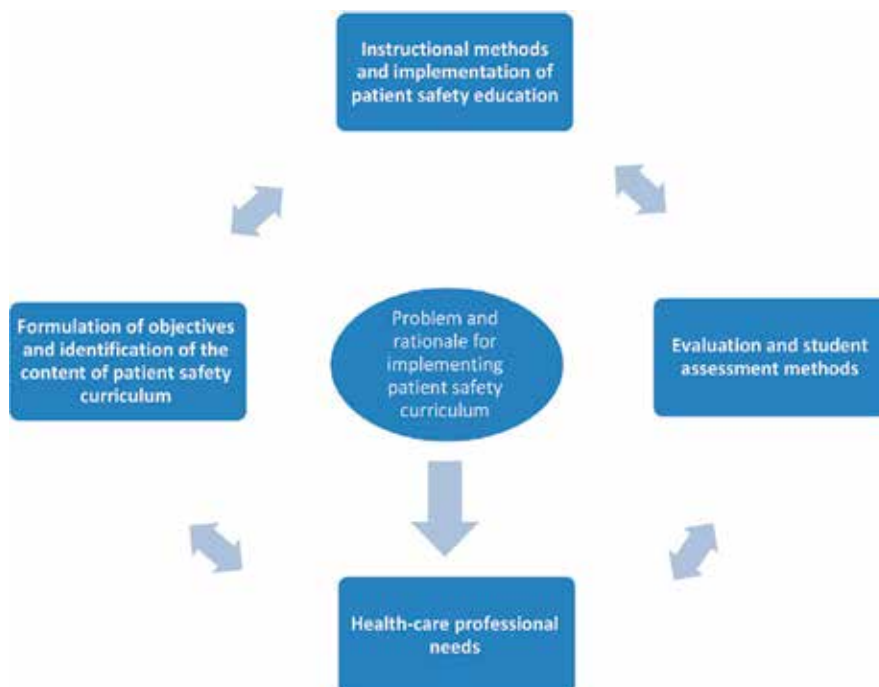 Instructional methods
and implementation of
patient safety education
Formulation of objectives
and identification of the
content of patient safety
curriculum
Problem and
rationale for
implementing
patient safety
curriculum
Evaluation and student
assessment methods
Health-care professional
needs